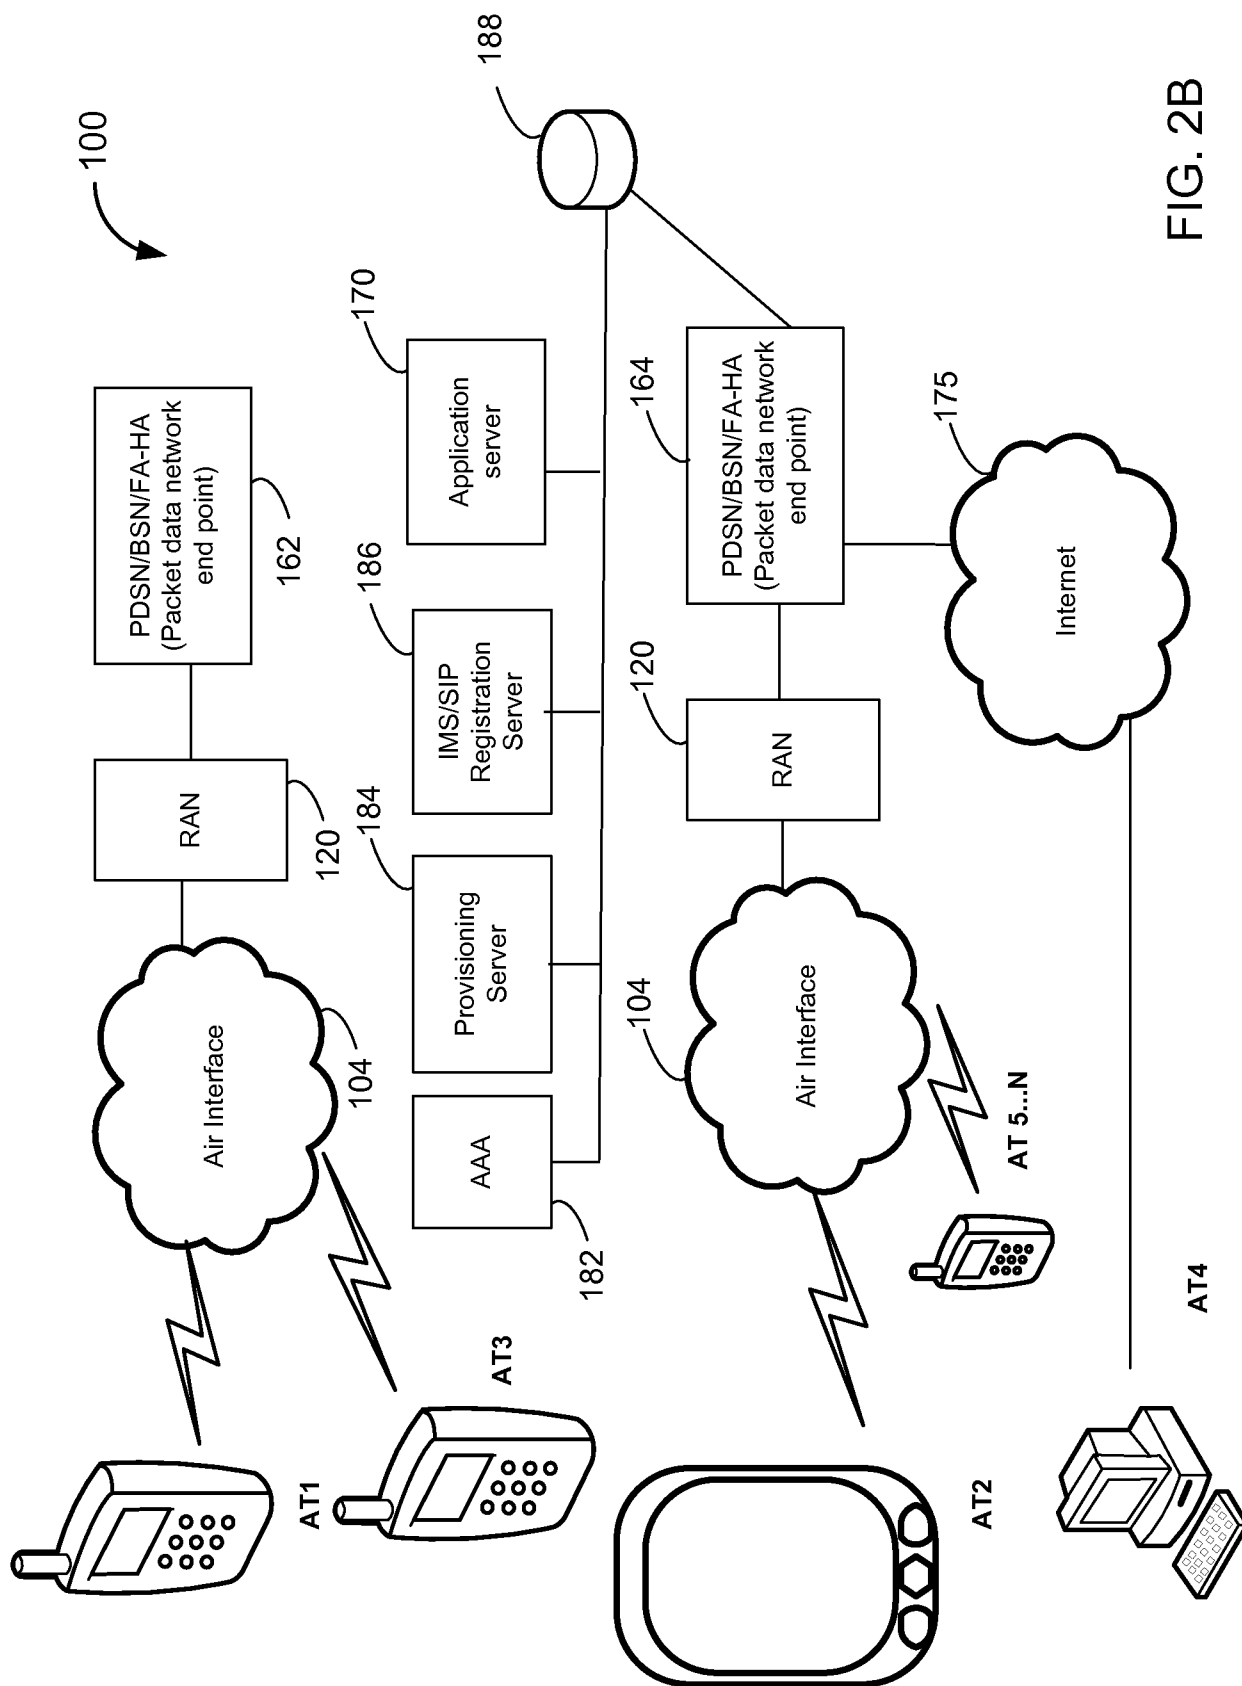 100
PDSN/BSN/FA-HA
(Packet data network
end point)
162
RAN
120
Air Interface
104
AT1
AT3
188
Application
server
170
IMS/SIP
Registration
Server
186
Provisioning
Server
184
AAA
182
PDSN/BSN/FA-HA
(Packet data network
end point)
164
RAN
120
Air Interface
104
AT 5...N
AT2
Internet
175
AT4
FIG. 2B